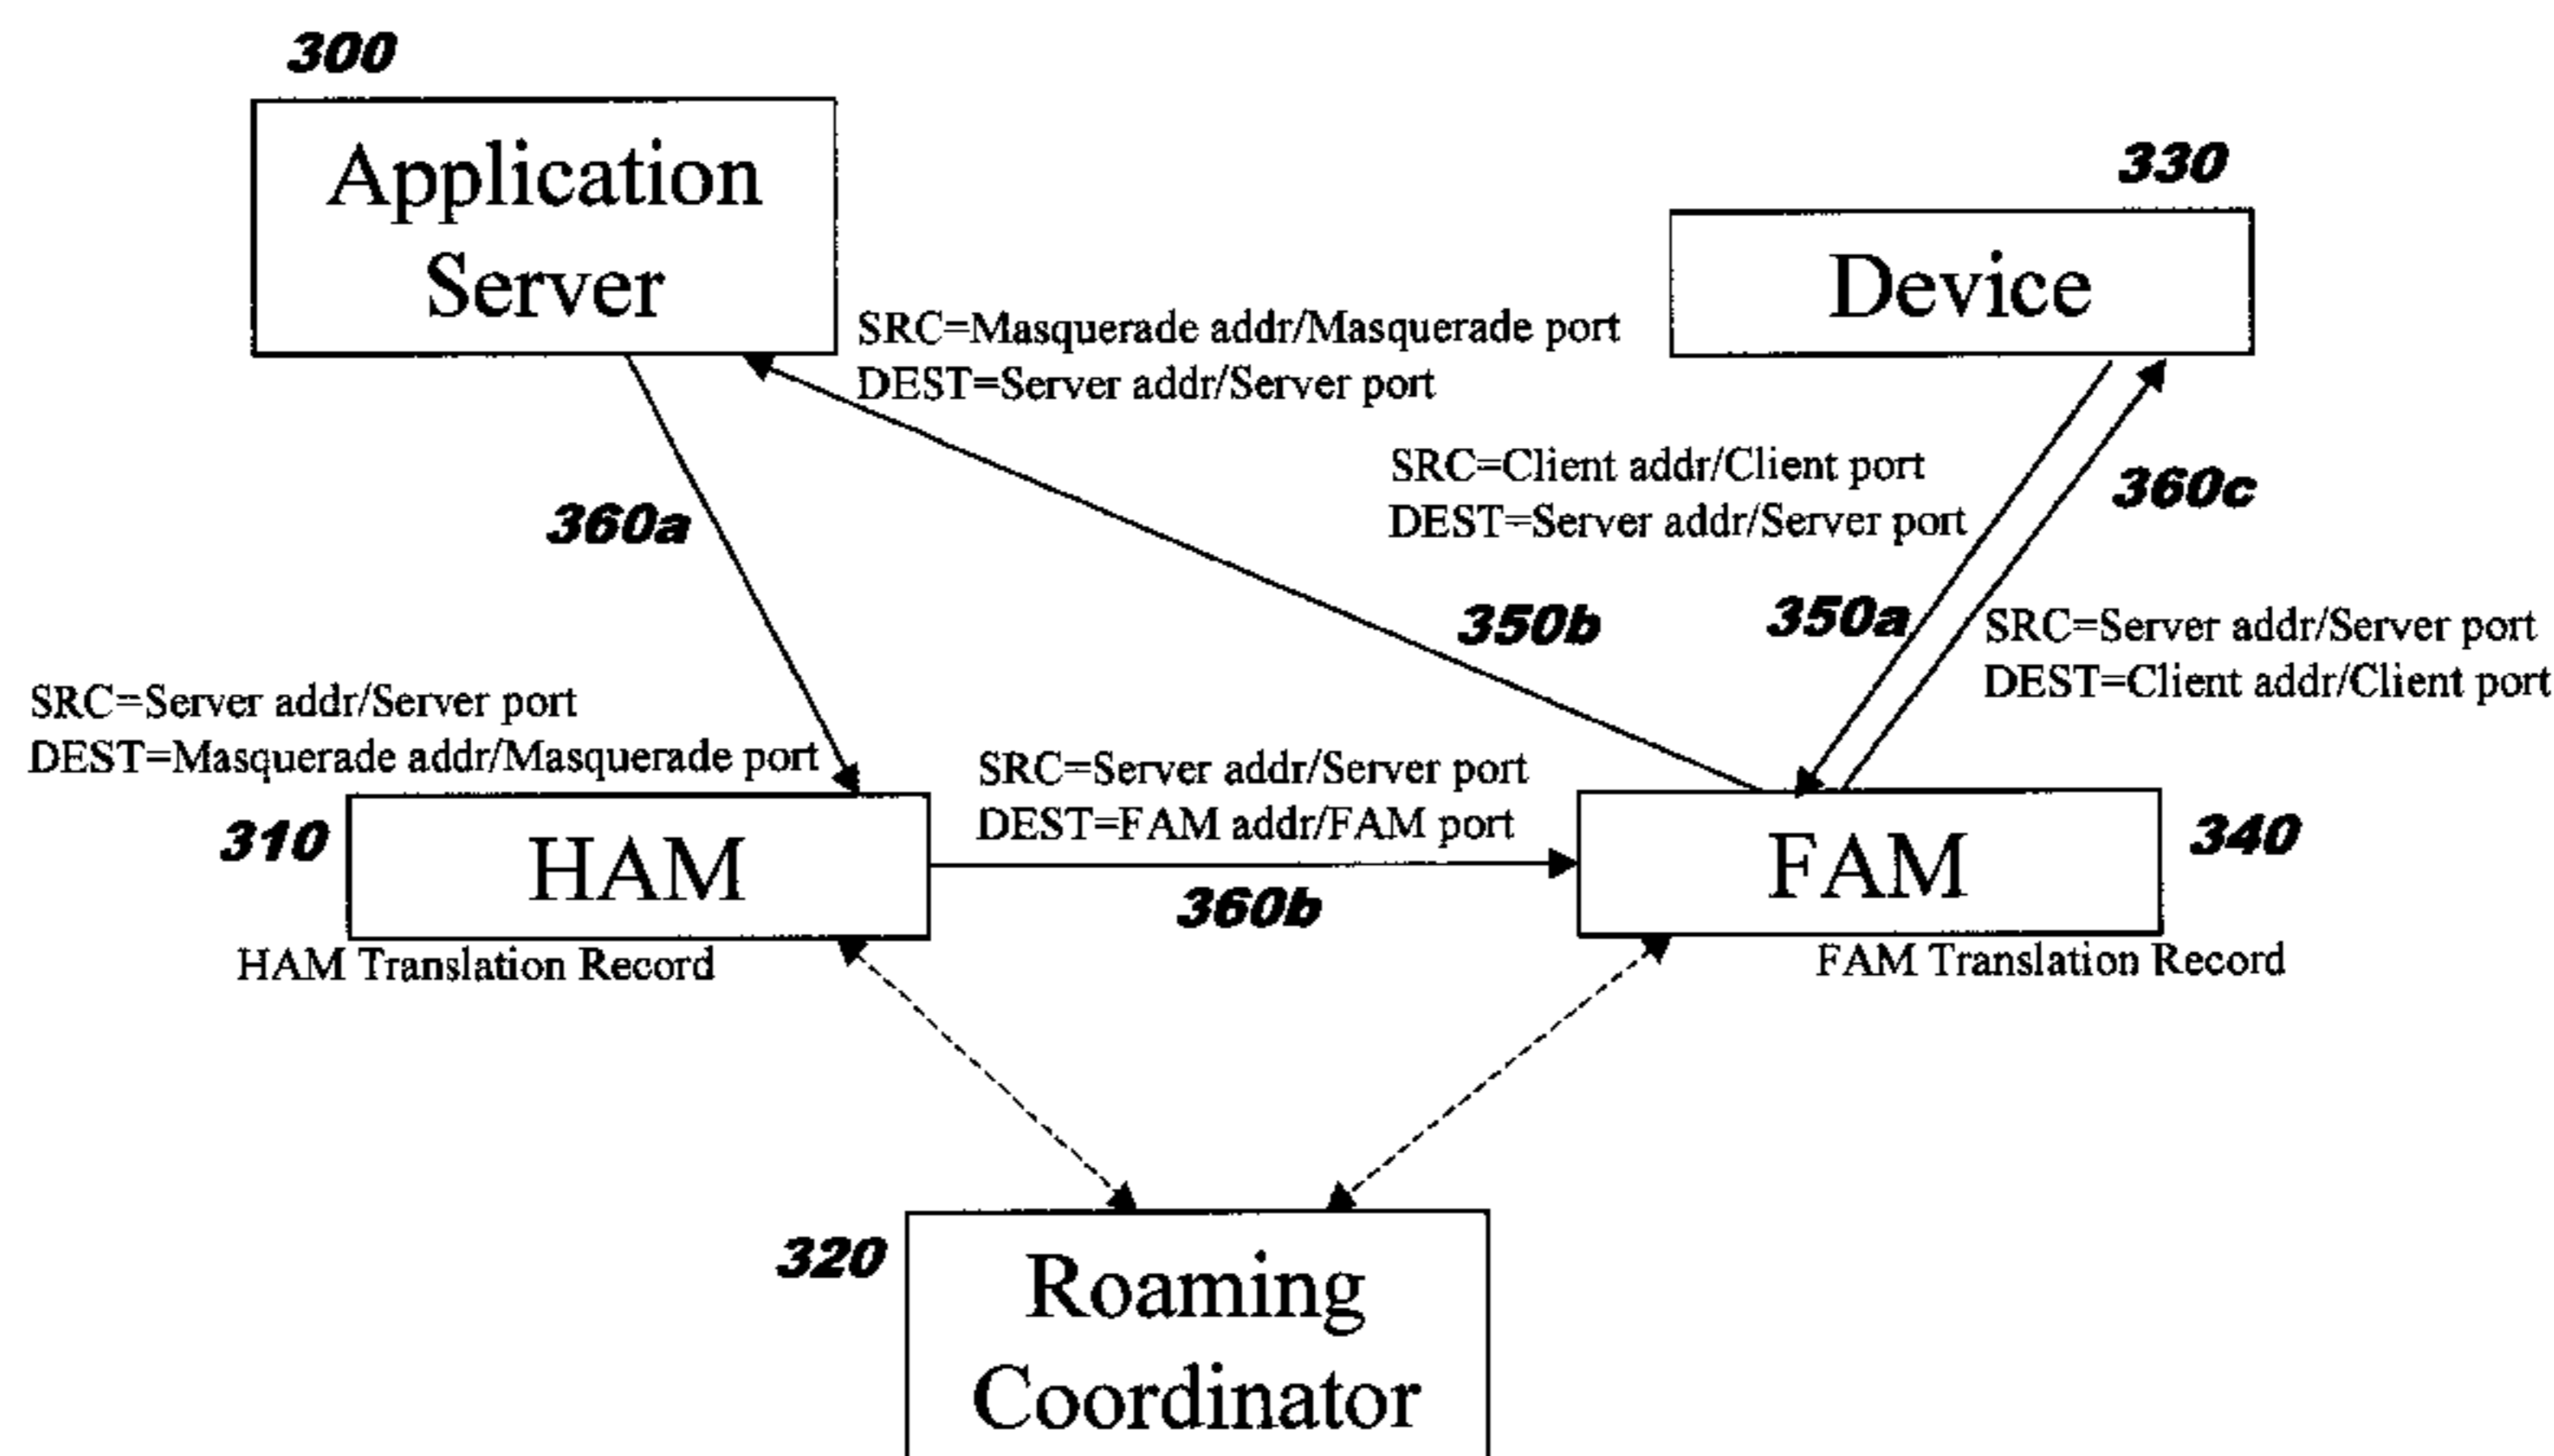 300
Application
Server
330
Device
SRC=Masquerade addr/Masquerade port
DEST=Server addr/Server port
SRC=Client addr/Client port
DEST=Server addr/Server port
360c
360a
350b
350a
SRC=Server addr/Server port
DEST=Client addr/Client port
SRC=Server addr/Server port
DEST=Masquerade addr/Masquerade port
SRC=Server addr/Server port
DEST=FAM addr/FAM port
310
HAM
360b
FAM
340
HAM Translation Record
FAM Translation Record
320
Roaming
Coordinator